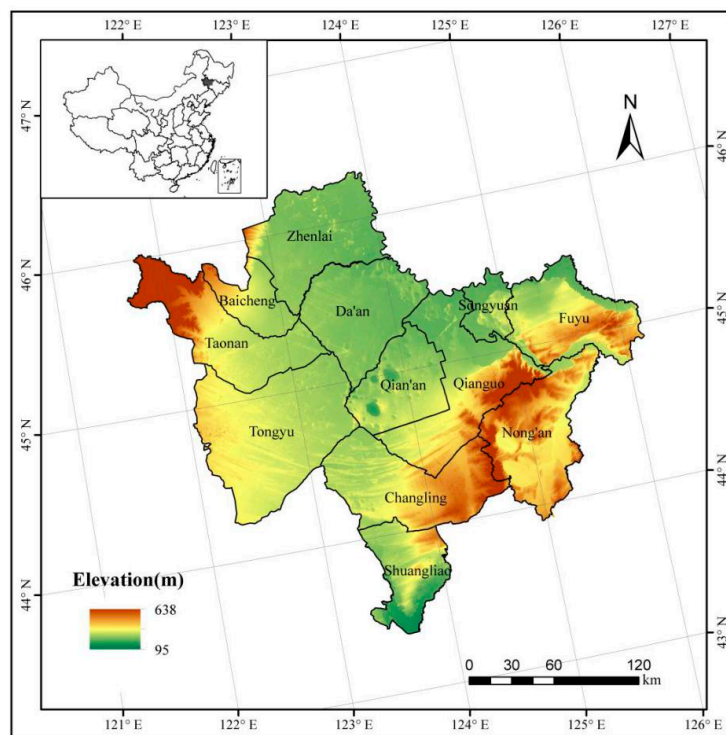 122° E 123° E 124° E 125° E 126° E 127° E
47° N
46° N
45° N
44° N
N
46° N
45° N
44° N
43° N
Zhenlai
Baicheng
Da'an
Songyuan
Fuyu
Taonan
Qian'an
Qianguo
Tongyu
Nong'an
Changling
Shuangliao
Elevation(m)
638
95
0 30 60 120
km
121° E 122° E 123° E 124° E 125° E 126° E